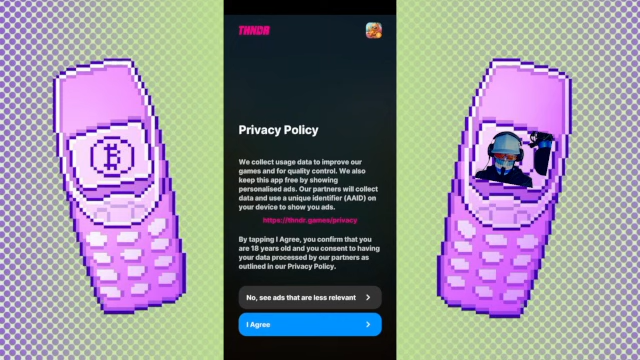 THNDR
Privacy Policy
We collect usage data to improve our
games and for quality control. We also
keep this app free by showing
personalised ads. Our partners will collect
data and use a unique identifier (AAID) on
your device to show you ads.
https://thndr.games/privacy
By tapping I Agree, you confirm that you
are 18 years old and you consent to having
your data processed by our partners as
outlined in our Privacy Policy.
No, see ads that are less relevant
I Agree